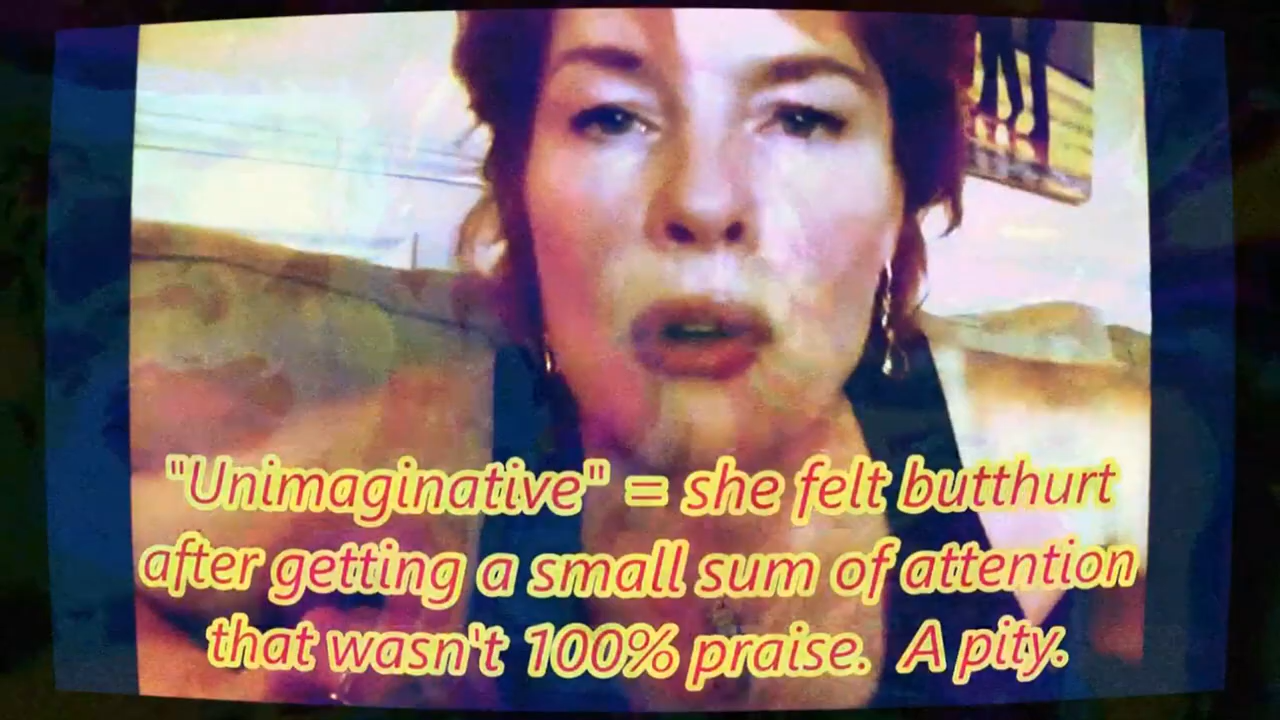 "Unimaginative" = she felt butthurt
after getting a small sum of attention
that wasn't 100% praise.  A pity.